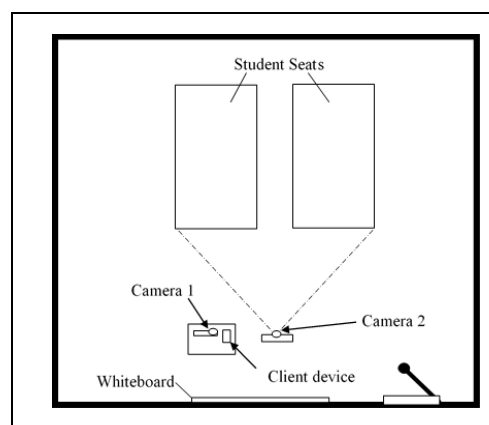 Student Seats
Camera 1
Camera 2
Client device
Whiteboard